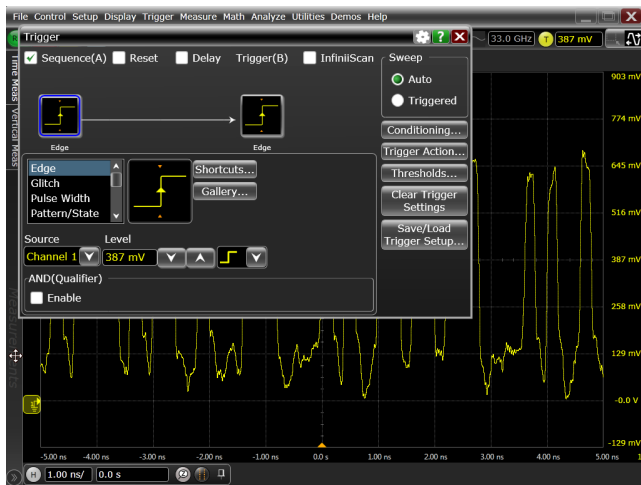 File Control Setup Display Trigger Measure Math Analyze Utilities Demos Help
Trigger
?
33.0 GHz T 387 mV
Sequence(A) Reset Delay Trigger(B) InfiniiScan Sweep
Auto
Triggered
Time Meas Vertical Meas
903 mV
774 mV
645 mV
516 mV
387 mV
258 mV
129 mV
-0.0 V
-129 mV
Edge Edge
Conditioning...
Trigger Action...
Thresholds...
Clear Trigger
Settings
Save/Load
Trigger Setup...
Edge
Glitch
Pulse Width
Pattern/State
Shortcuts...
Gallery...
Source Level
Channel 1 387 mV
AND(Qualifier)
Enable
-5.00 ns -4.00 ns -3.00 ns -2.00 ns -1.00 ns 0.0 s 1.00 ns 2.00 ns 3.00 ns 4.00 ns 5.00 ns 1
H 1.00 ns/ 0.0 s